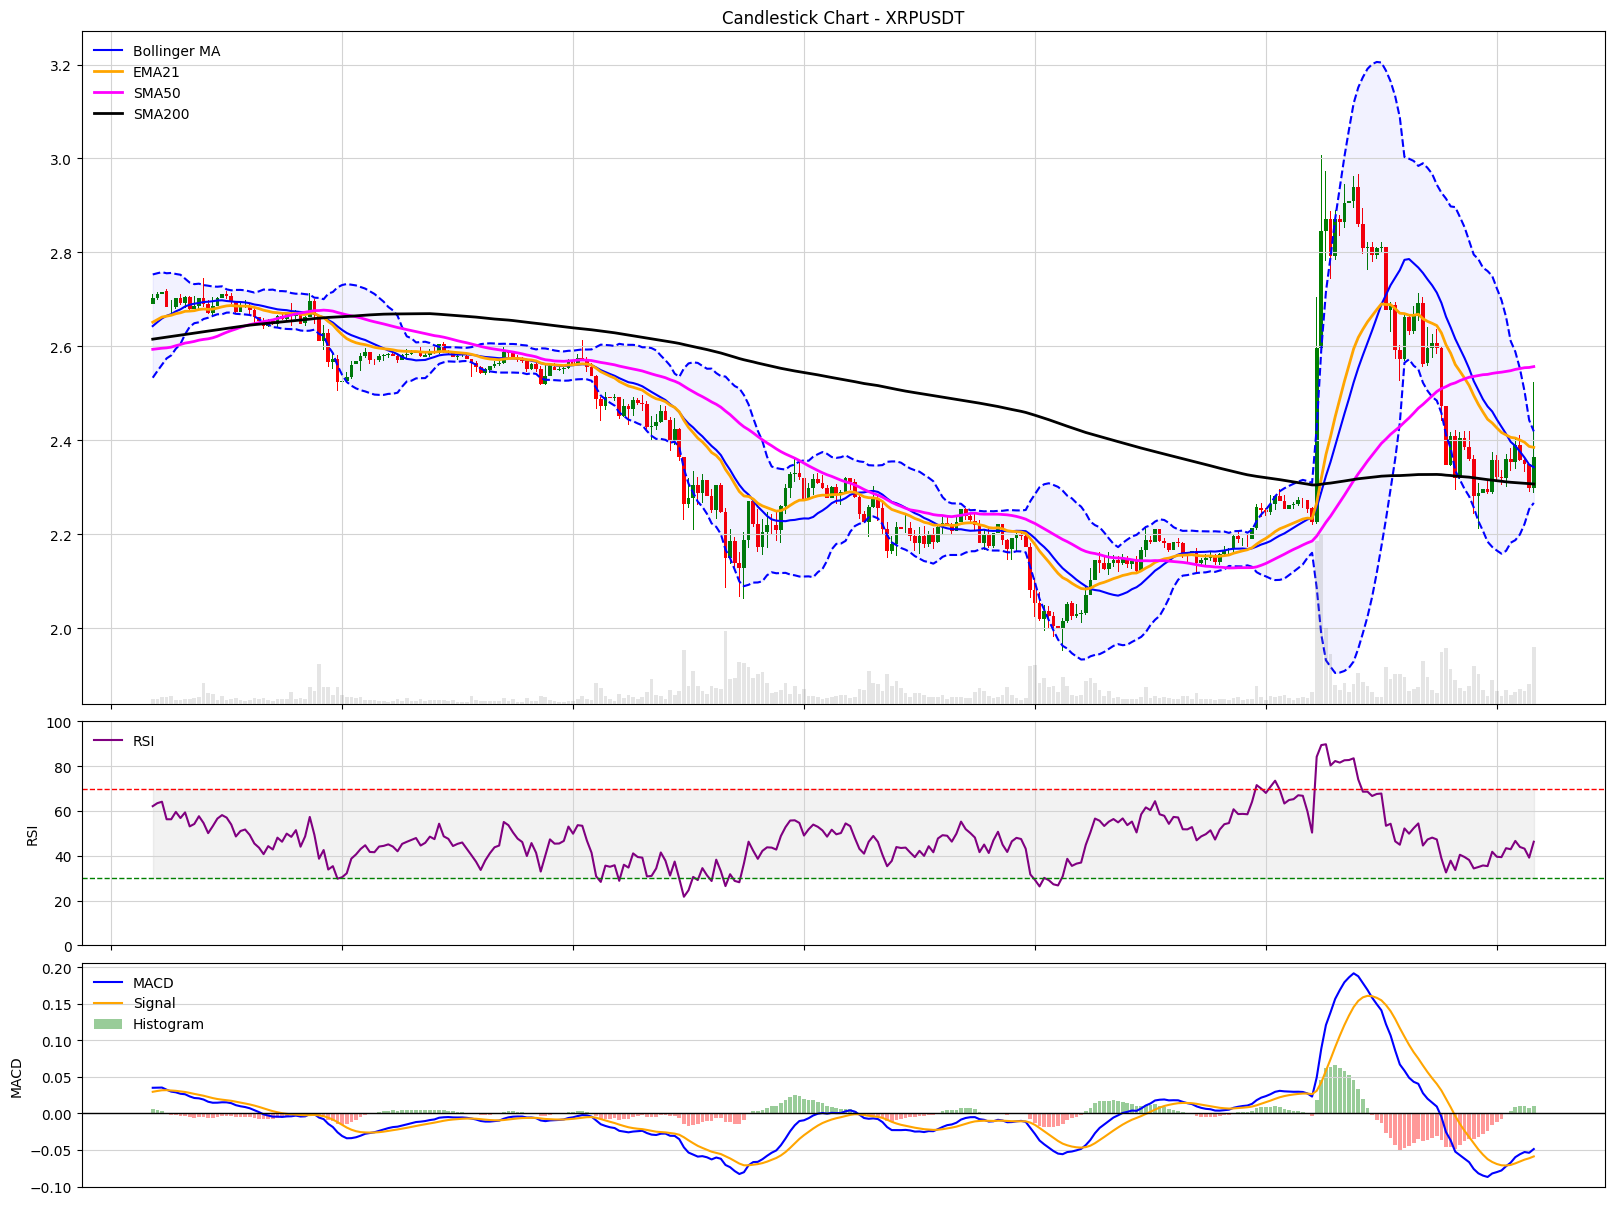 Candlestick Chart - XRPUSDT
Bollinger MA
EMA21
SMA50
SMA200
3.2
3.0
2.8
2.6
2.4
2.2
2.0
RSI
100
80
60
40
20
0
RSI
MACD
Signal
Histogram
0.20
0.15
0.10
0.05
0.00
−0.05
−0.10
MACD